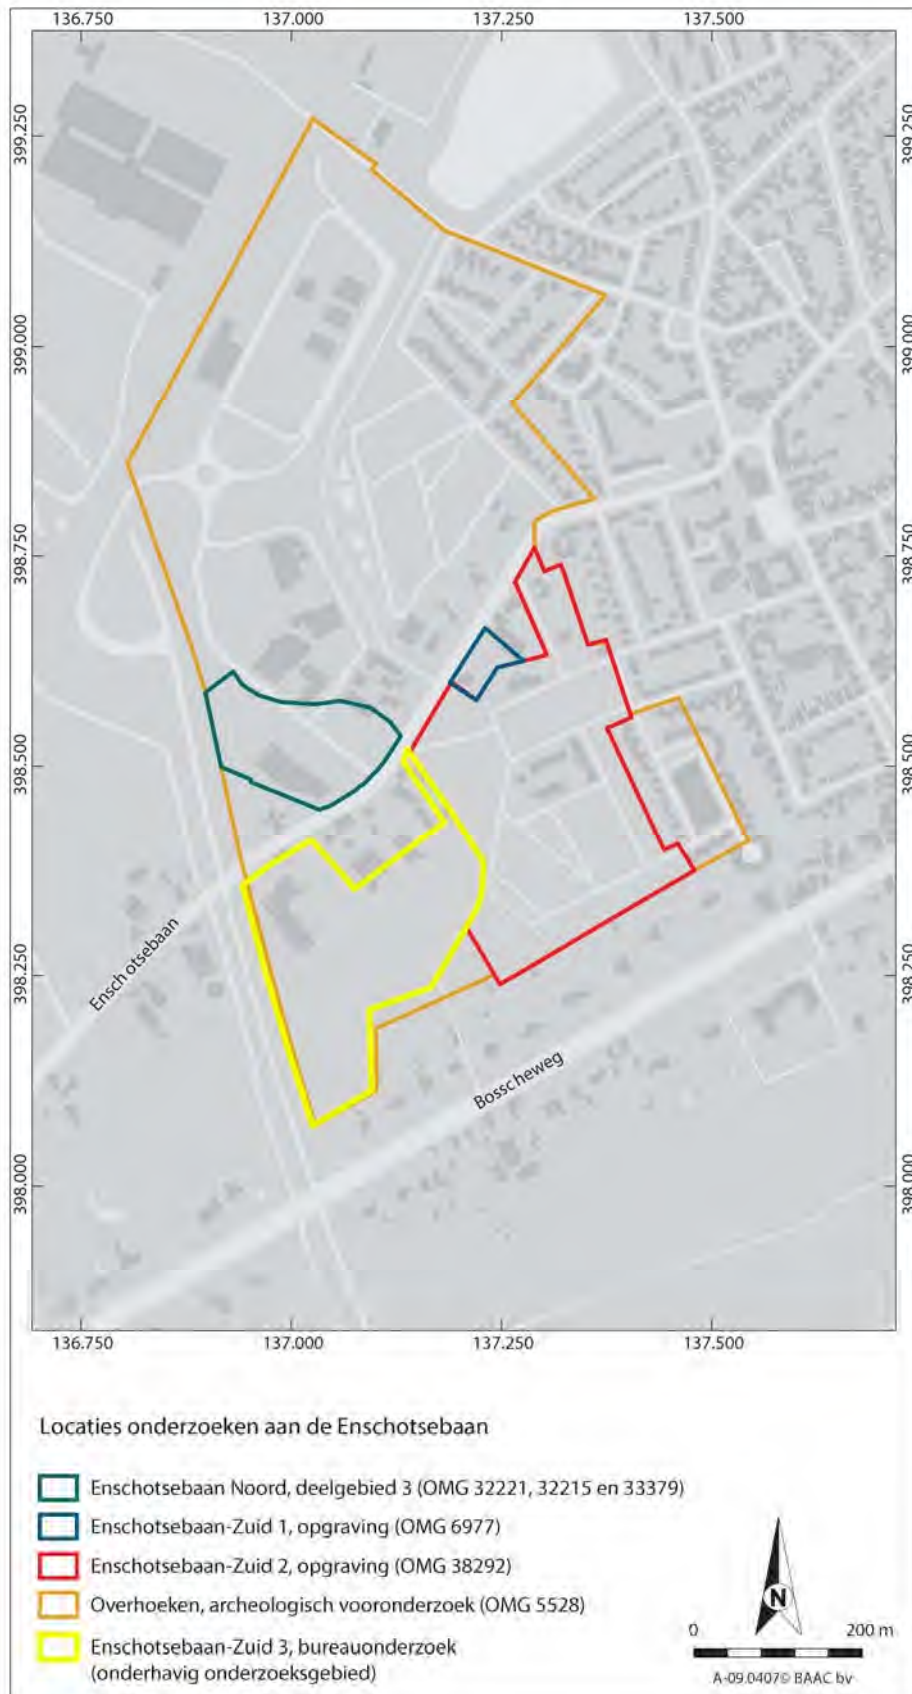 136.750 137.000 137.250 137.500
399.250 399.250
399.000 399.000
398.750 398.750
398.500 398.500
398.250 398.250
Enschotsebaan
Bosscheweg
398.000 398.000
136.750 137.000 137.250 137.500
Locaties onderzoeken aan de Enschotsebaan
Enschotsebaan Noord, deelgebied 3 (OMG 32221, 32215 en 33379)
Enschotsebaan-Zuid 1, opgraving (OMG 6977)
Enschotsebaan-Zuid 2, opgraving (OMG 38292)
Overhoeken, archeologisch vooronderzoek (OMG 5528)
Enschotsebaan-Zuid 3, bureauonderzoek
(onderhavig onderzoeksgebied)
N
0 200 m
A-09.0407© BAAC bv